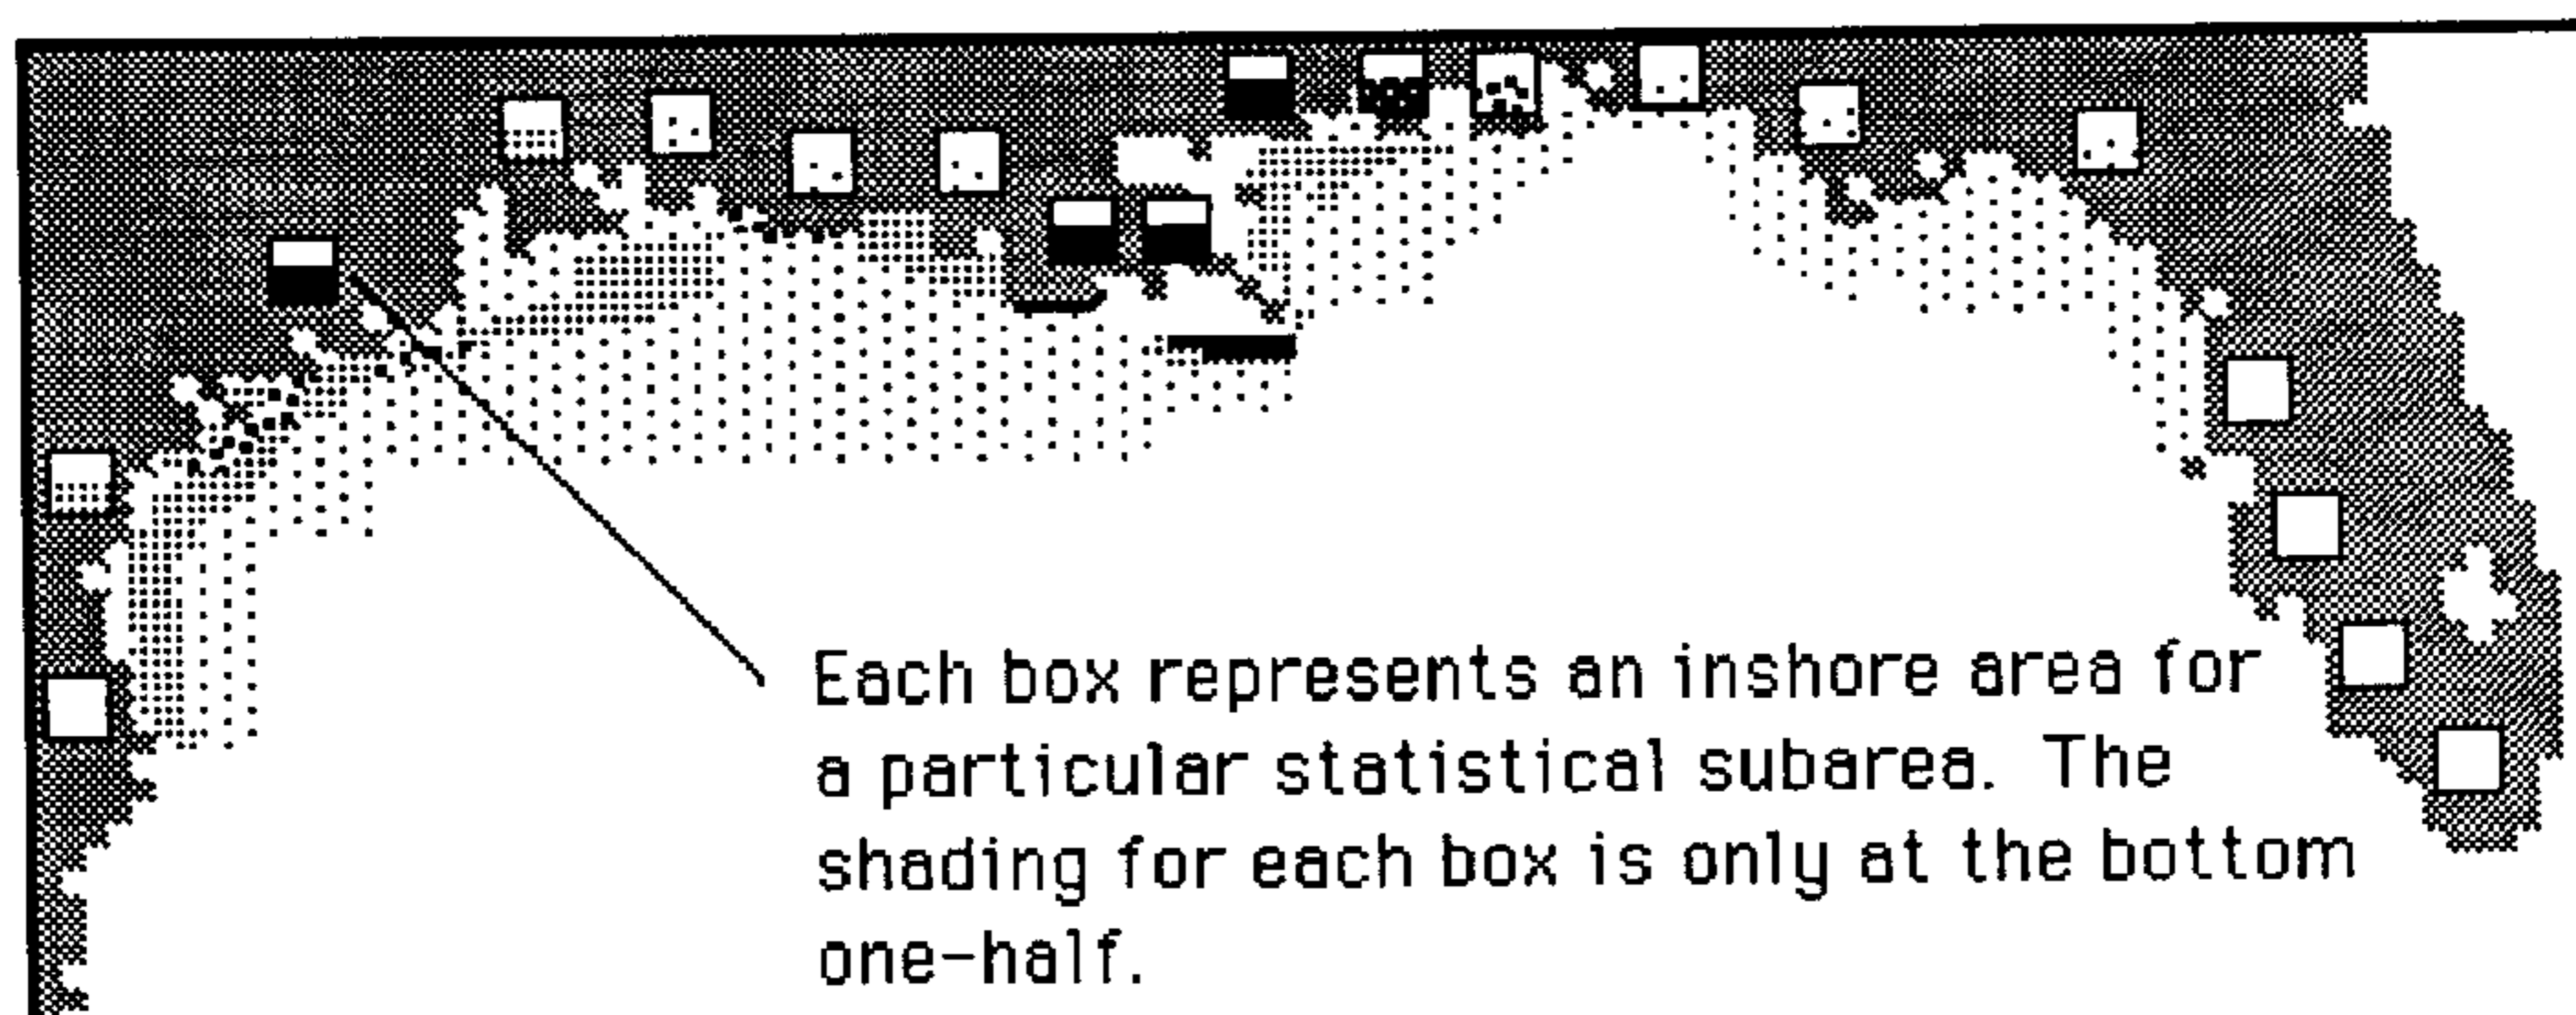 Each box represents an inshore area for
a particular statistical subarea. The
shading for each box is only at the bottom
one-half.